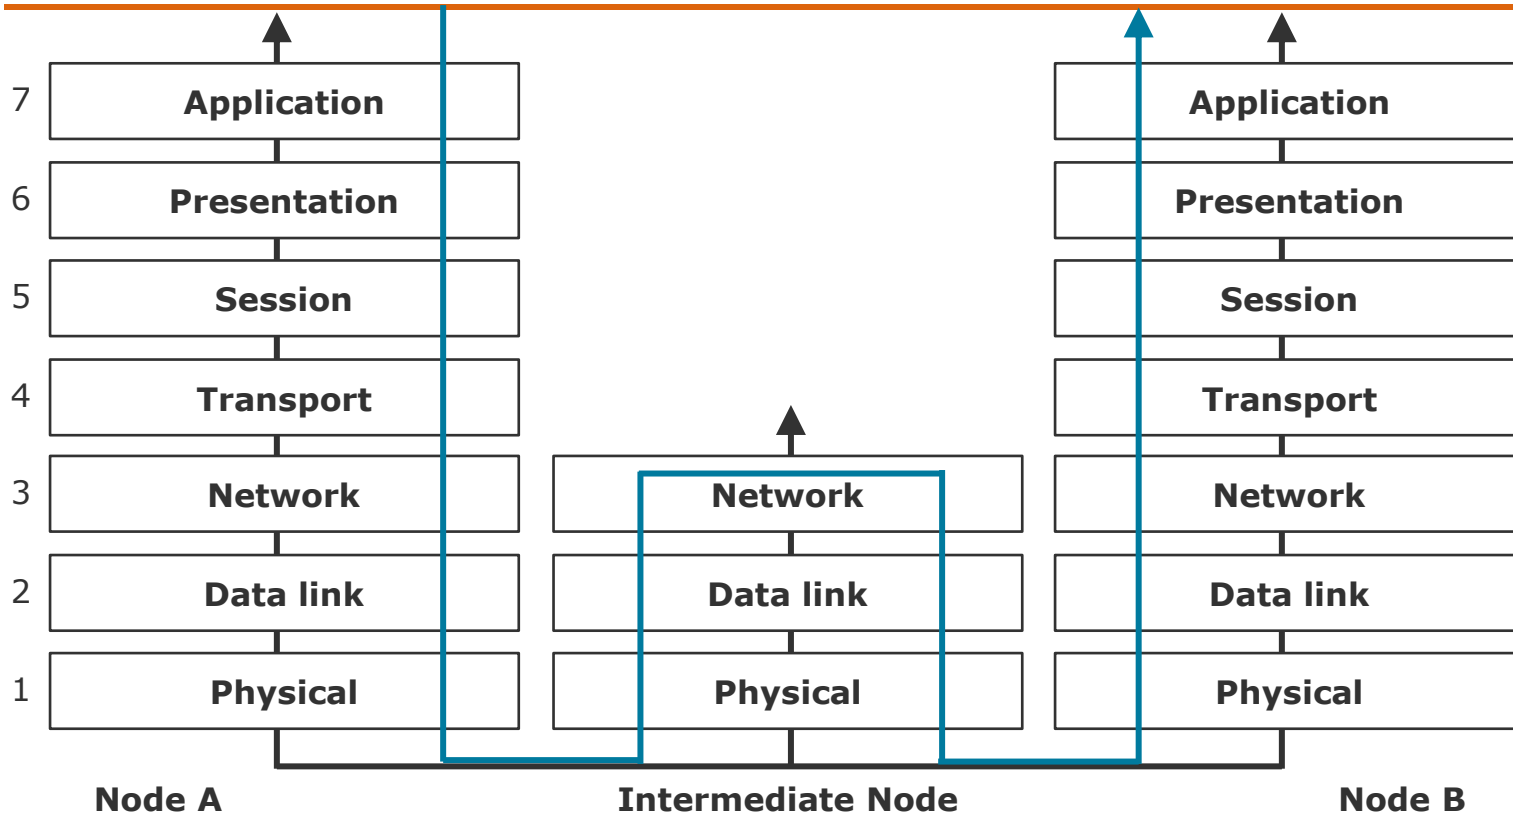 7 Application Application
6 Presentation Presentation
5 Session Session
4 Transport Transport
3 Network Network Network
2 Data link Data link Data link
1 Physical Physical Physical
Node A Intermediate Node Node B